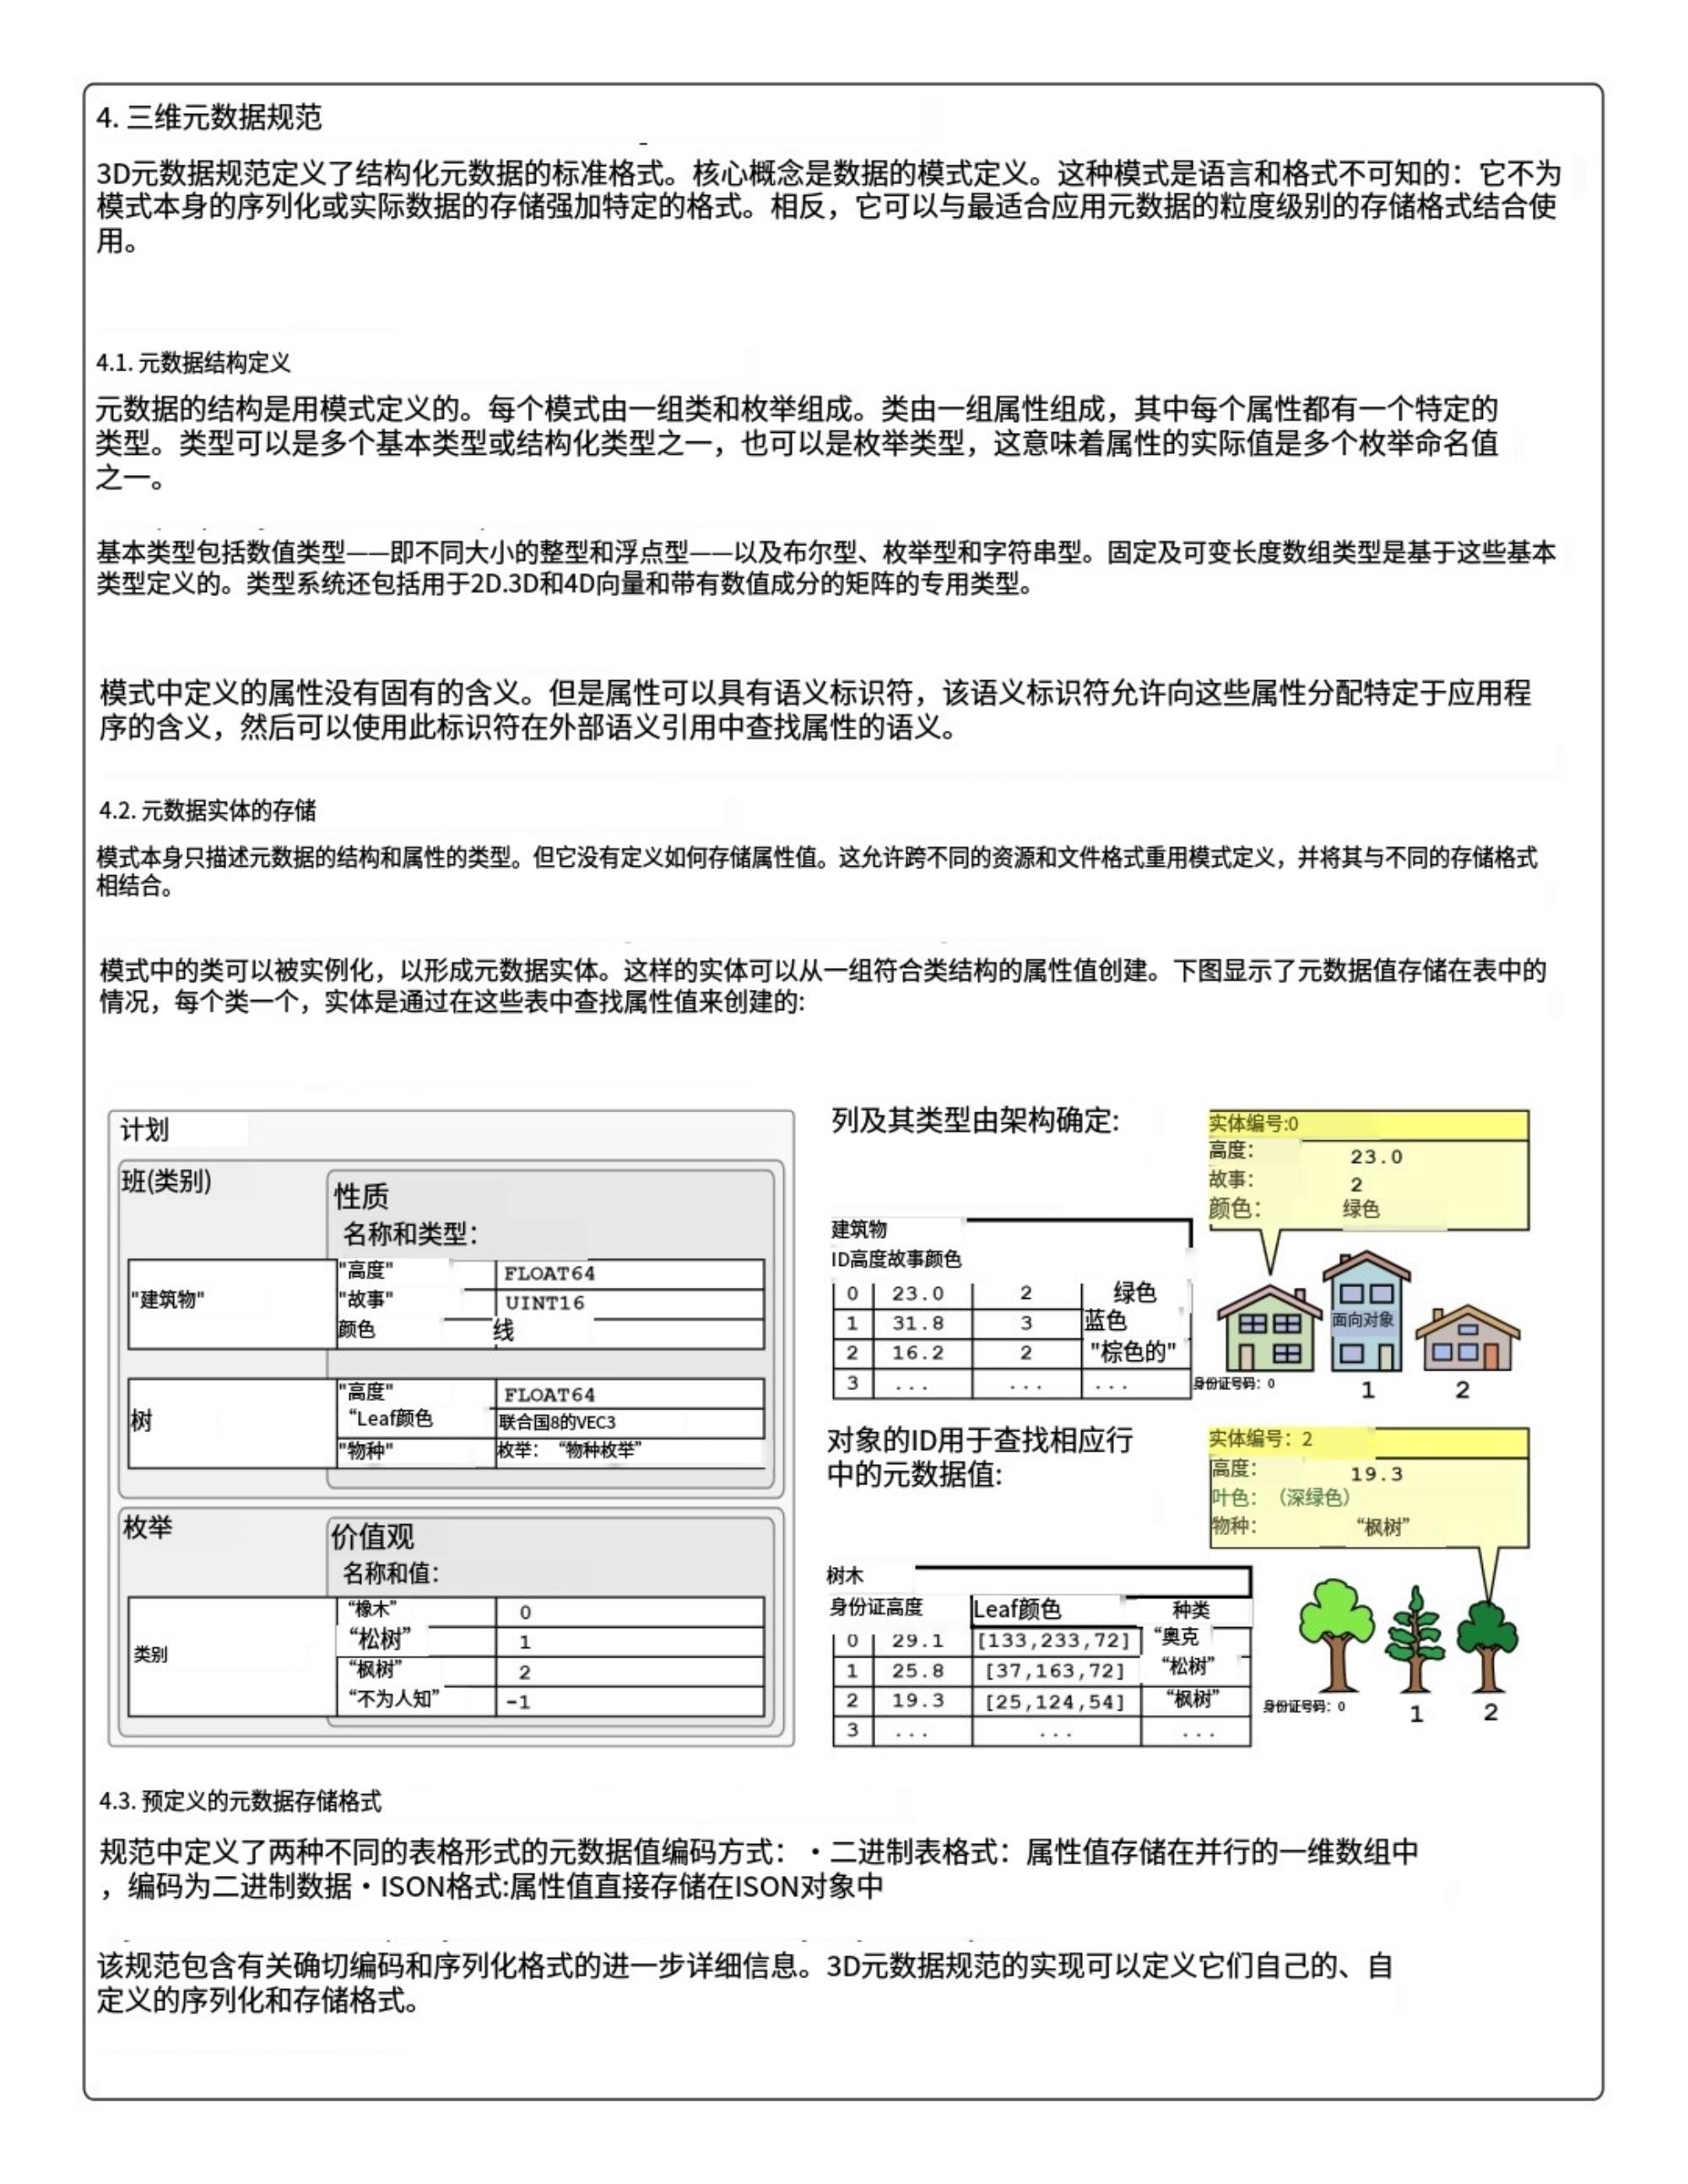 4. 三维元数据规范
3D元数据规范定义了结构化元数据的标准格式。核心概念是数据的模式定义。这种模式是语言和格式不可知的：它不为
模式本身的序列化或实际数据的存储强加特定的格式。相反，它可以与最适合应用元数据的粒度级别的存储格式结合使
用。
4.1. 元数据结构定义
元数据的结构是用模式定义的。每个模式由一组类和枚举组成。类由一组属性组成，其中每个属性都有一个特定的
类型。类型可以是多个基本类型或结构化类型之一，也可以是枚举类型，这意味着属性的实际值是多个枚举命名值
之一。
基本类型包括数值类型——即不同大小的整型和浮点型——以及布尔型、枚举型和字符串型。固定及可变长度数组类型是基于这些基本
类型定义的。类型系统还包括用于2D.3D和4D向量和带有数值成分的矩阵的专用类型。
模式中定义的属性没有固有的含义。但是属性可以具有语义标识符，该语义标识符允许向这些属性分配特定于应用程
序的含义，然后可以使用此标识符在外部语义引用中查找属性的语义。
4.2. 元数据实体的存储
模式本身只描述元数据的结构和属性的类型。但它没有定义如何存储属性值。这允许跨不同的资源和文件格式重用模式定义，并将其与不同的存储格式
相结合。
模式中的类可以被实例化，以形成元数据实体。这样的实体可以从一组符合类结构的属性值创建。下图显示了元数据值存储在表中的
情况，每个类一个，实体是通过在这些表中查找属性值来创建的:
计划
班(类别)
性质
名称和类型：
"建筑物"
"高度" FLOAT64
"故事" UINT16
颜色 线
树
"高度" FLOAT64
“Leaf颜色 联合国8的VEC3
"物种" 枚举：“物种枚举”
枚举
价值观
名称和值：
类别
“橡木” 0
“松树” 1
“枫树” 2
“不为人知” -1
列及其类型由架构确定:
建筑物
ID高度故事颜色
0 23.0 2 绿色
1 31.8 3 蓝色
2 16.2 2 "棕色的"
3 ... ... ...
实体编号:0
高度： 23.0
故事： 2
颜色： 绿色
面向对象
身份证号码：0 1 2
对象的ID用于查找相应行
中的元数据值:
树木
身份证高度 Leaf颜色 种类
0 29.1 [133,233,72] “奥克
1 25.8 [37,163,72] “松树”
2 19.3 [25,124,54] “枫树”
3 ... ... ...
实体编号：2
高度： 19.3
叶色：（深绿色）
物种： “枫树”
身份证号码：0 1 2
4.3. 预定义的元数据存储格式
规范中定义了两种不同的表格形式的元数据值编码方式：・二进制表格式：属性值存储在并行的一维数组中
，编码为二进制数据・ISON格式:属性值直接存储在ISON对象中
该规范包含有关确切编码和序列化格式的进一步详细信息。3D元数据规范的实现可以定义它们自己的、自
定义的序列化和存储格式。